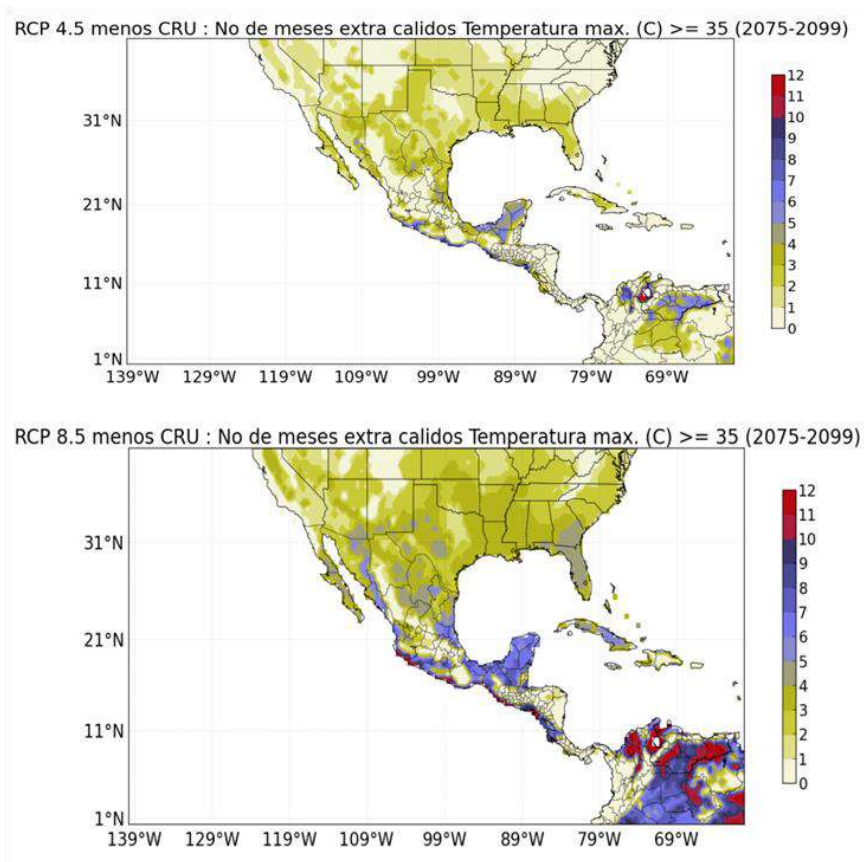 RCP 4.5 menos CRU : No de meses extra calidos Temperatura max. (C) >= 35 (2075-2099)
31°N
21°N
11°N
1°N
139°W 129°W 119°W 109°W 99°W 89°W 79°W 69°W
12
11
10
9
8
7
6
5
4
3
2
1
0
RCP 8.5 menos CRU : No de meses extra calidos Temperatura max. (C) >= 35 (2075-2099)
31°N
21°N
11°N
1°N
139°W 129°W 119°W 109°W 99°W 89°W 79°W 69°W
12
11
10
9
8
7
6
5
4
3
2
1
0